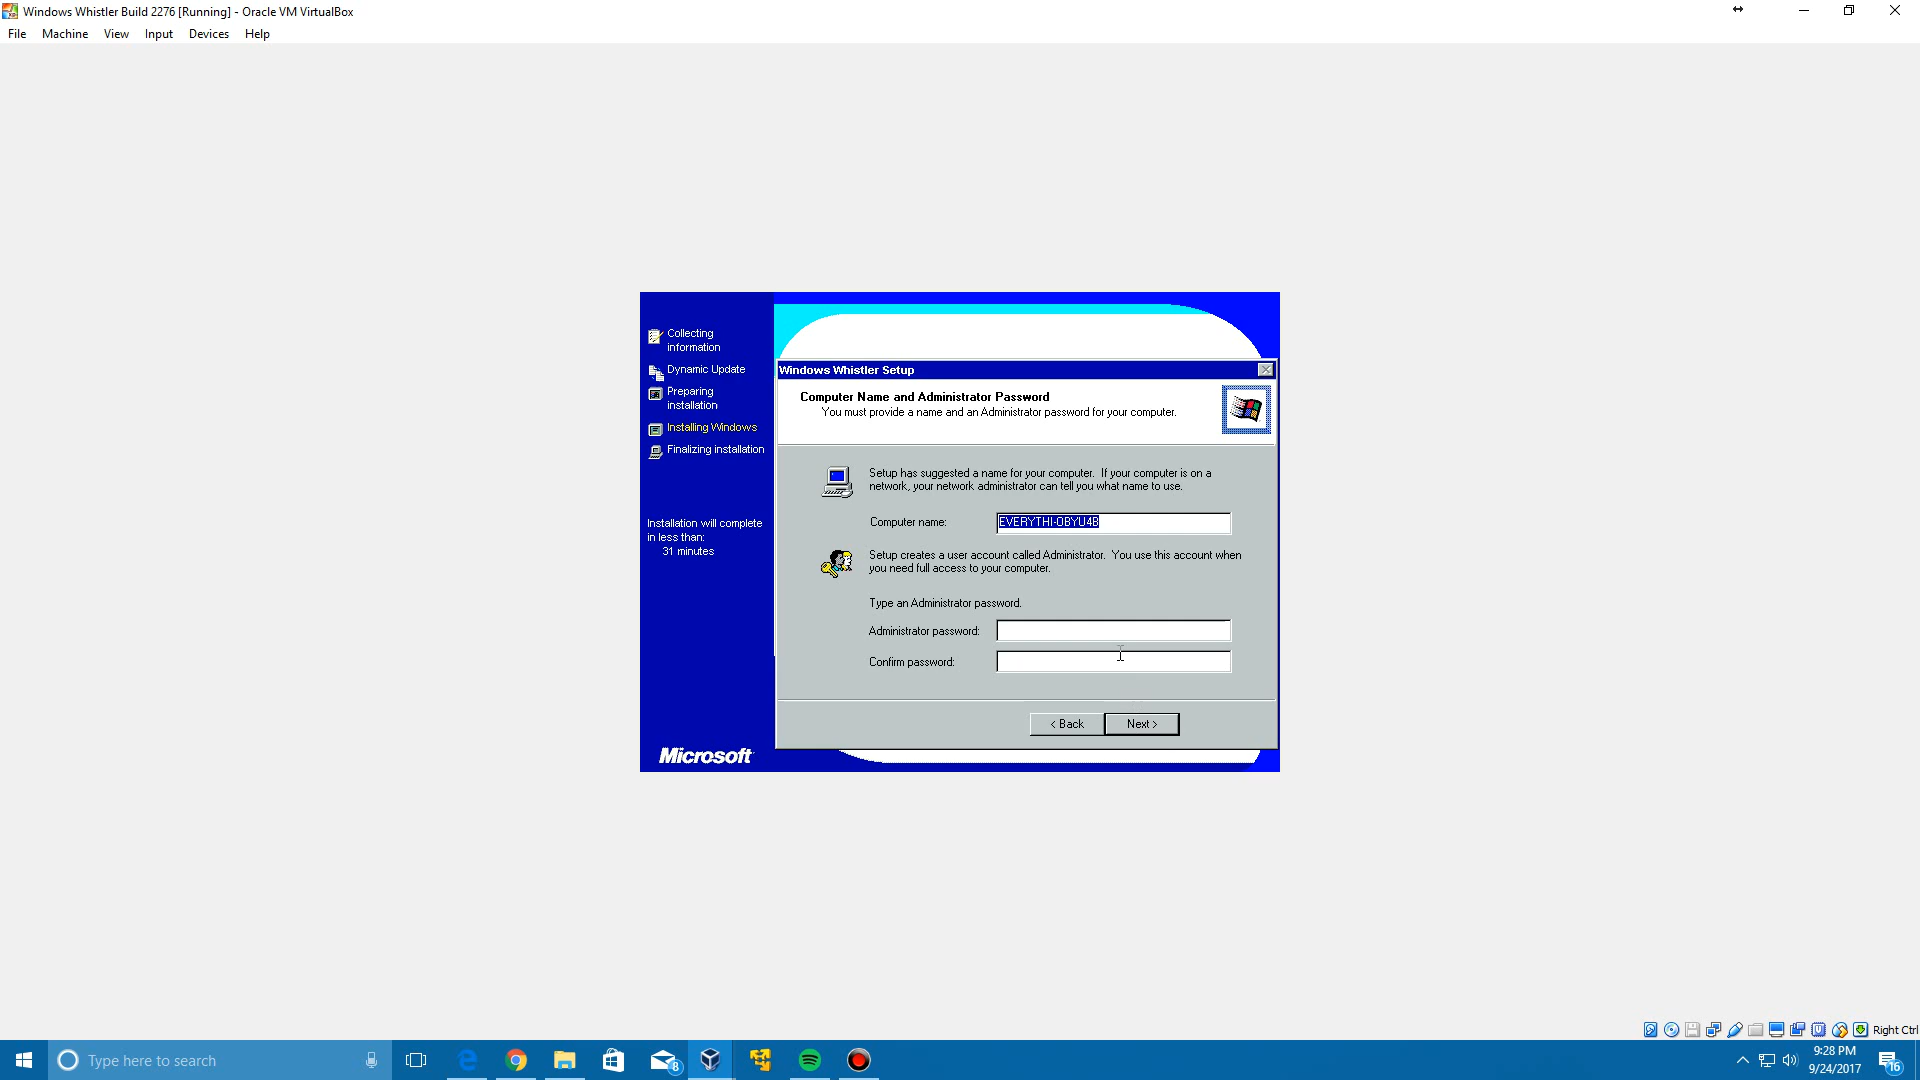 Windows Whistler Build 2276 [Running] - Oracle VM VirtualBox
File Machine View Input Devices Help
Collecting
information
Dynamic Update
Preparing
installation
Installing Windows
Finalizing installation
Installation will complete
in less than:
31 minutes
Microsoft
Windows Whistler Setup
Computer Name and Administrator Password
You must provide a name and an Administrator password for your computer.
Setup has suggested a name for your computer. If your computer is on a
network, your network administrator can tell you what name to use.
Computer name: EVERYTHI-0BYU4B
Setup creates a user account called Administrator. You use this account when
you need full access to your computer.
Type an Administrator password.
Administrator password:
Confirm password:
< Back Next >
Right Ctrl
Type here to search
8
9:28 PM
9/24/2017
16